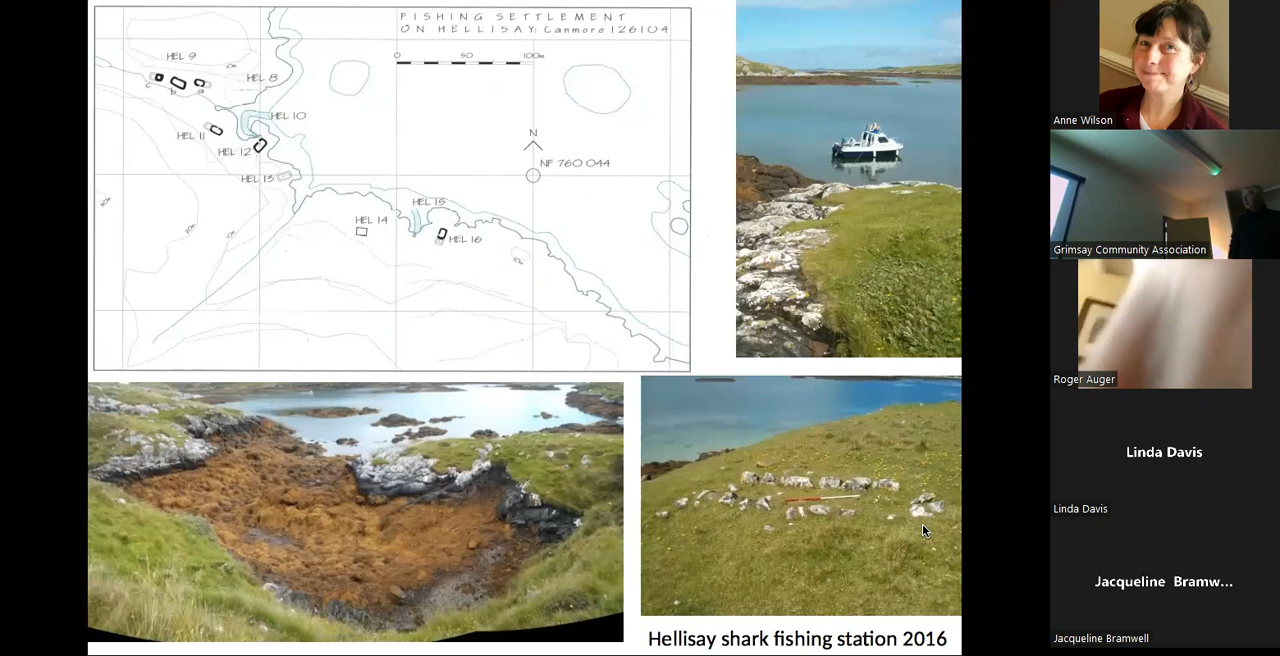 FISHING SETTLEMENT
ON HELLISAY: Canmore 126104
0 50 100m
HEL 9
HEL 8
c b a
HEL 10
HEL 11
HEL 12
HEL 13
N
NF 760 044
HEL 14
HEL 15
HEL 16
Hellisay shark fishing station 2016
Anne Wilson
Grimsay Community Association
Roger Auger
Linda Davis
Linda Davis
Jacqueline Bramw...
Jacqueline Bramwell